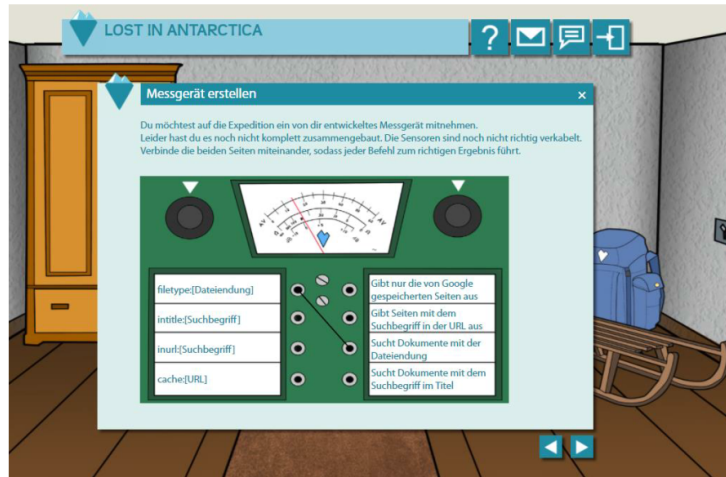 LOST IN ANTARCTICA
?
Messgerät erstellen
×
Du möchtest auf die Expedition ein von dir entwickeltes Messgerät mitnehmen.
Leider hast du es noch nicht komplett zusammengebaut. Die Sensoren sind noch nicht richtig verkabelt.
Verbinde die beiden Seiten miteinander, sodass jeder Befehl zum richtigen Ergebnis führt.
filetype:[Dateiendung]
intitle:[Suchbegriff]
inurl:[Suchbegriff]
cache:[URL]
Gibt nur die von Google
gespeicherten Seiten aus
Gibt Seiten mit dem
Suchbegriff in der URL aus
Sucht Dokumente mit der
Dateiendung
Sucht Dokumente mit dem
Suchbegriff im Titel